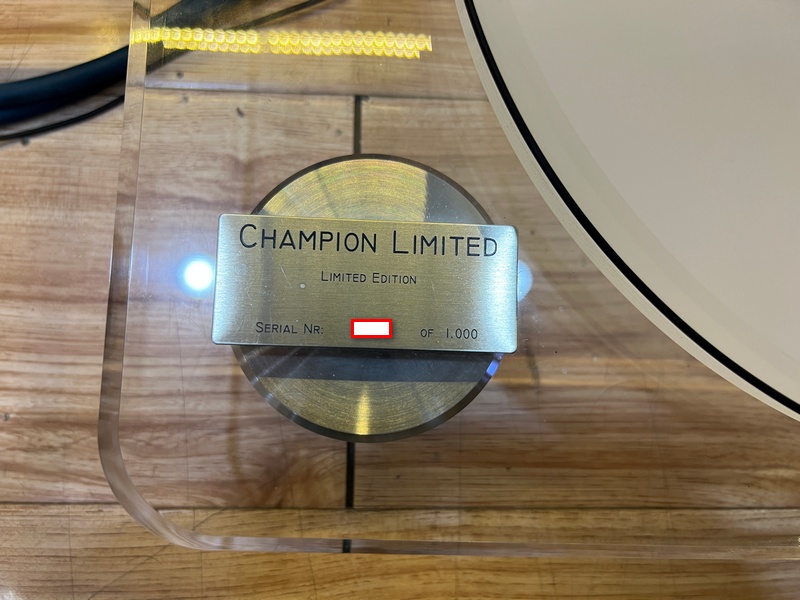 Champion Limited
Limited Edition
Serial Nr: of 1.000